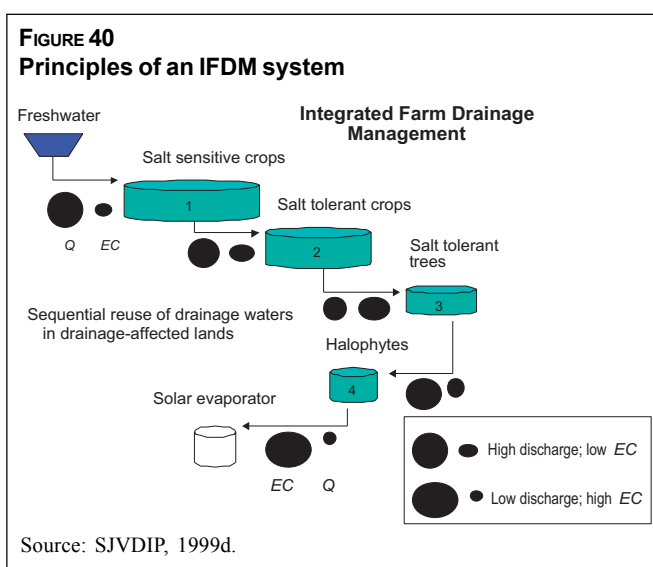 FIGURE 40
Principles of an IFDM system
Freshwater
Integrated Farm Drainage
Management
Salt sensitive crops
1
Q EC
Salt tolerant crops
2
Salt tolerant
trees
3
Sequential reuse of drainage waters
in drainage-affected lands
Halophytes
4
Solar evaporator
EC Q
High discharge; low EC
Low discharge; high EC
Source: SJVDIP, 1999d.